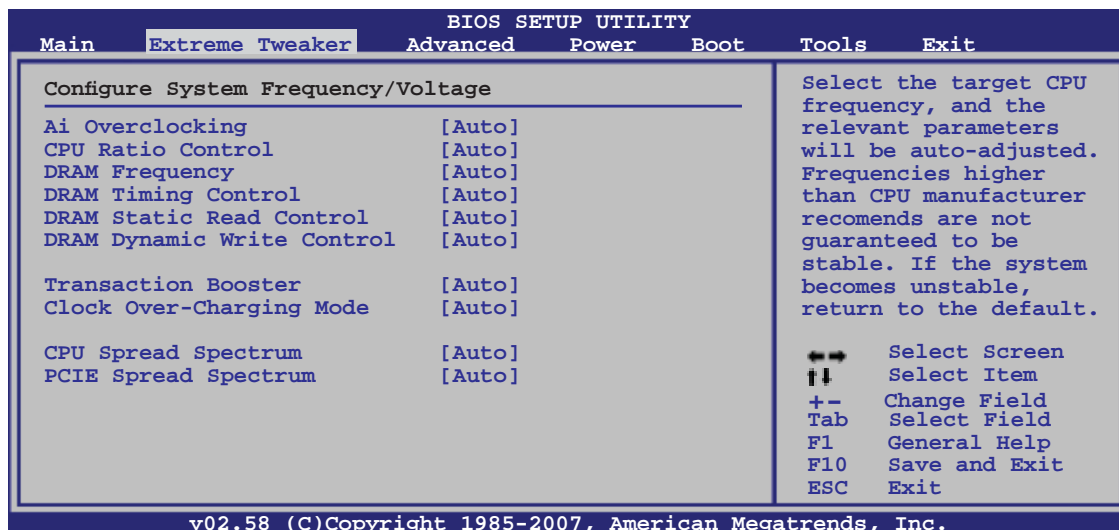 BIOS SETUP UTILITY
Main Extreme Tweaker Advanced Power Boot Tools Exit
Configure System Frequency/Voltage
Ai Overclocking [Auto]
CPU Ratio Control [Auto]
DRAM Frequency [Auto]
DRAM Timing Control [Auto]
DRAM Static Read Control [Auto]
DRAM Dynamic Write Control [Auto]
Transaction Booster [Auto]
Clock Over-Charging Mode [Auto]
CPU Spread Spectrum [Auto]
PCIE Spread Spectrum [Auto]
Select the target CPU
frequency, and the
relevant parameters
will be auto-adjusted.
Frequencies higher
than CPU manufacturer
recomends are not
guaranteed to be
stable. If the system
becomes unstable,
return to the default.
←→ Select Screen
↑↓ Select Item
+- Change Field
Tab Select Field
F1 General Help
F10 Save and Exit
ESC Exit
v02.58 (C)Copyright 1985-2007, American Megatrends, Inc.